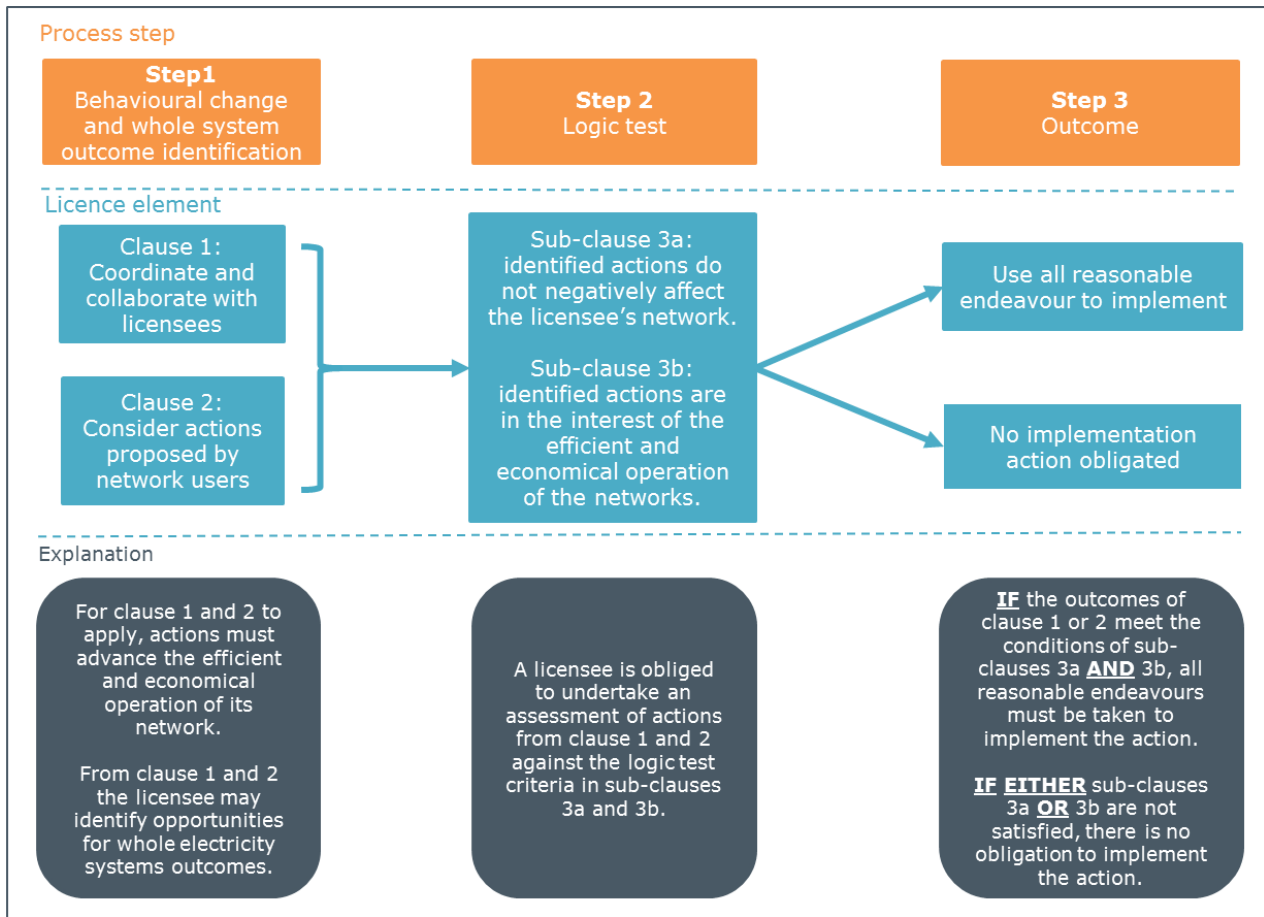 Process step
Step1
Behavioural change
and whole system
outcome identification
Step 2
Logic test
Step 3
Outcome
Licence element
Clause 1:
Coordinate and
collaborate with
licensees
Clause 2:
Consider actions
proposed by
network users
Sub-clause 3a:
identified actions do
not negatively affect
the licensee's network.
Sub-clause 3b:
identified actions are
in the interest of the
efficient and
economical operation
of the networks.
Use all reasonable
endeavour to implement
No implementation
action obligated
Explanation
For clause 1 and 2 to
apply, actions must
advance the efficient
and economical
operation of its
network.
From clause 1 and 2
the licensee may
identify opportunities
for whole electricity
systems outcomes.
A licensee is obliged
to undertake an
assessment of actions
from clause 1 and 2
against the logic test
criteria in sub-clauses
3a and 3b.
IF the outcomes of
clause 1 or 2 meet the
conditions of sub-
clauses 3a AND 3b, all
reasonable endeavours
must be taken to
implement the action.
IF EITHER sub-clauses
3a OR 3b are not
satisfied, there is no
obligation to implement
the action.